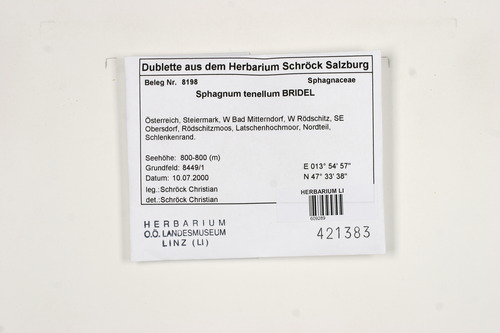 Dublette aus dem Herbarium Schröck Salzburg
Beleg Nr. 8198 Sphagnaceae
Sphagnum tenellum BRIDEL
Österreich, Steiermark, W Bad Mitterndorf, W Rödschitz, SE
Obersdorf, Rödschitzmoos, Latschenhochmoor, Nordteil,
Schlenkenrand.
Seehöhe: 800-800 (m)
Grundfeld: 8449/1 E 013° 54' 57"
Datum: 10.07.2000 N 47° 33' 38"
leg.:Schröck Christian
det.:Schröck Christian
HERBARIUM LI
609289
HERBARIUM
O.Ö. LANDESMUSEUM
LINZ (LI)
421383